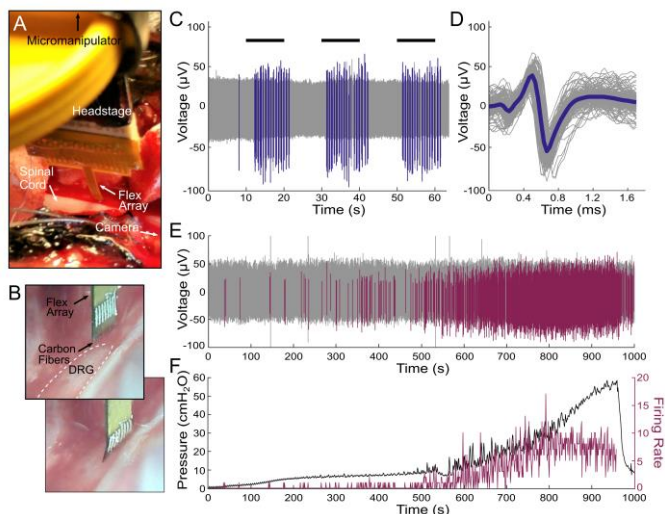 A
Micromanipulator
Headstage
Spinal
Cord
Flex
Array
Camera
B
Flex
Array
Carbon
Fibers
DRG
C
Voltage (µV)
100
50
0
-50
-100
0 20 40 60
Time (s)
D
Voltage (µV)
100
50
0
-50
-100
0 0.4 0.8 1.2 1.6
Time (ms)
E
Voltage (µV)
100
50
0
-50
-100
0 100 200 300 400 500 600 700 800 900 1000
Time (s)
F
Pressure (cmH2O)
60
50
40
30
20
10
0
0 100 200 300 400 500 600 700 800 900 1000
Time (s)
20
15
10
5
0
Firing Rate